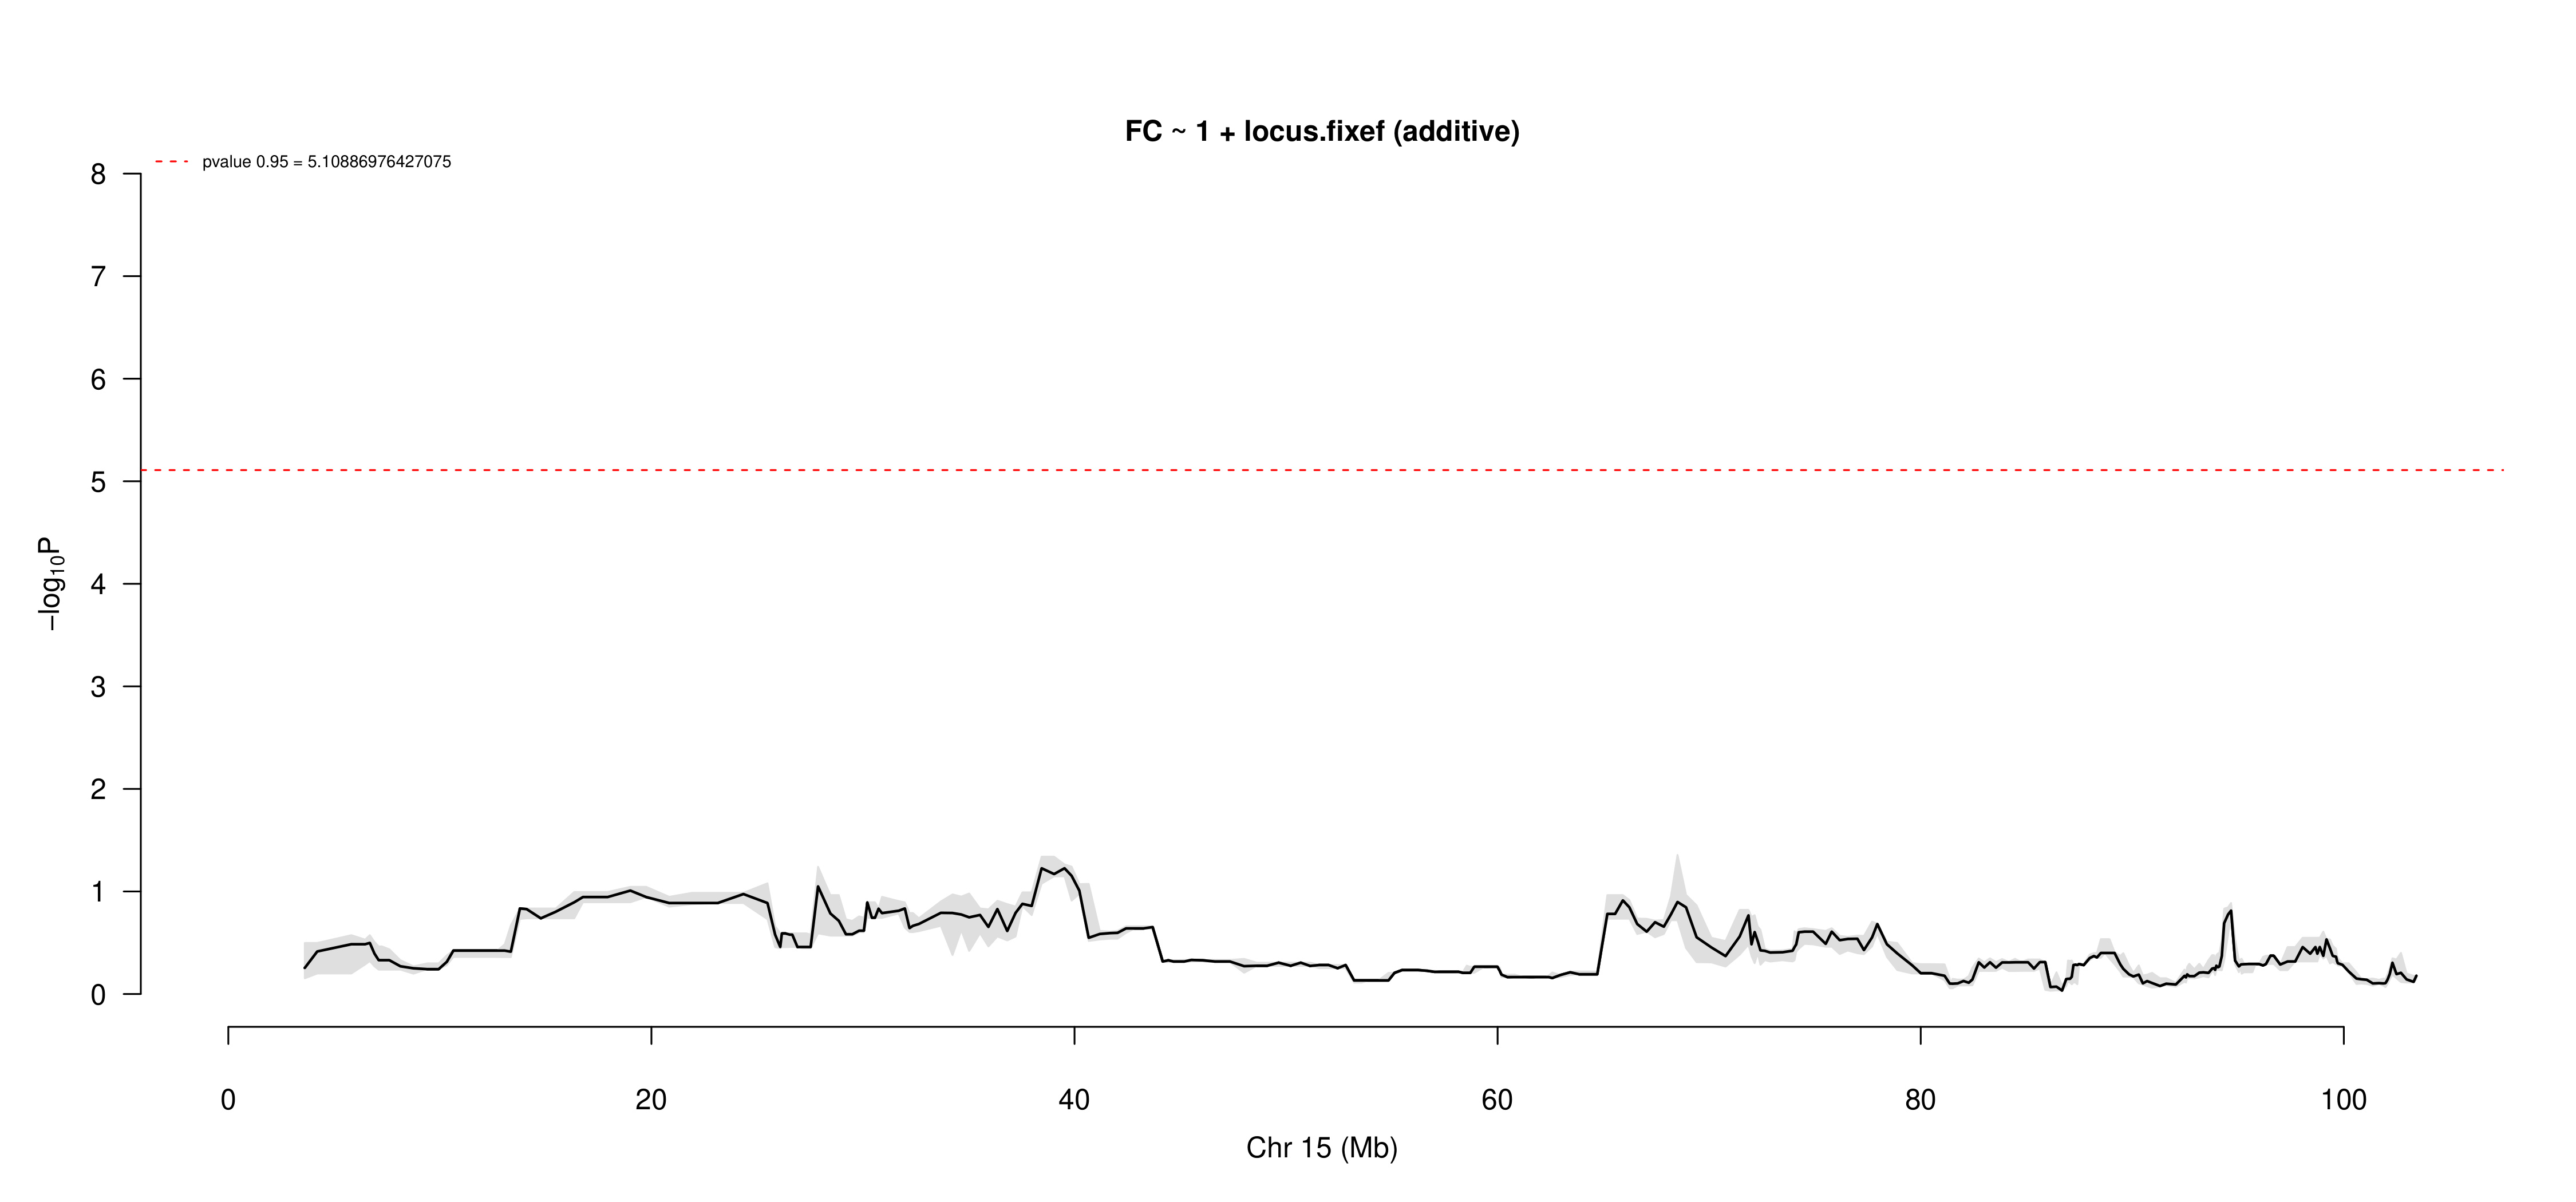 FC ~ 1 + locus.fixef (additive)
pvalue 0.95 = 5.10886976427075
8
7
6
5
4
3
2
1
0
−log10P
0 20 40 60 80 100
Chr 15 (Mb)